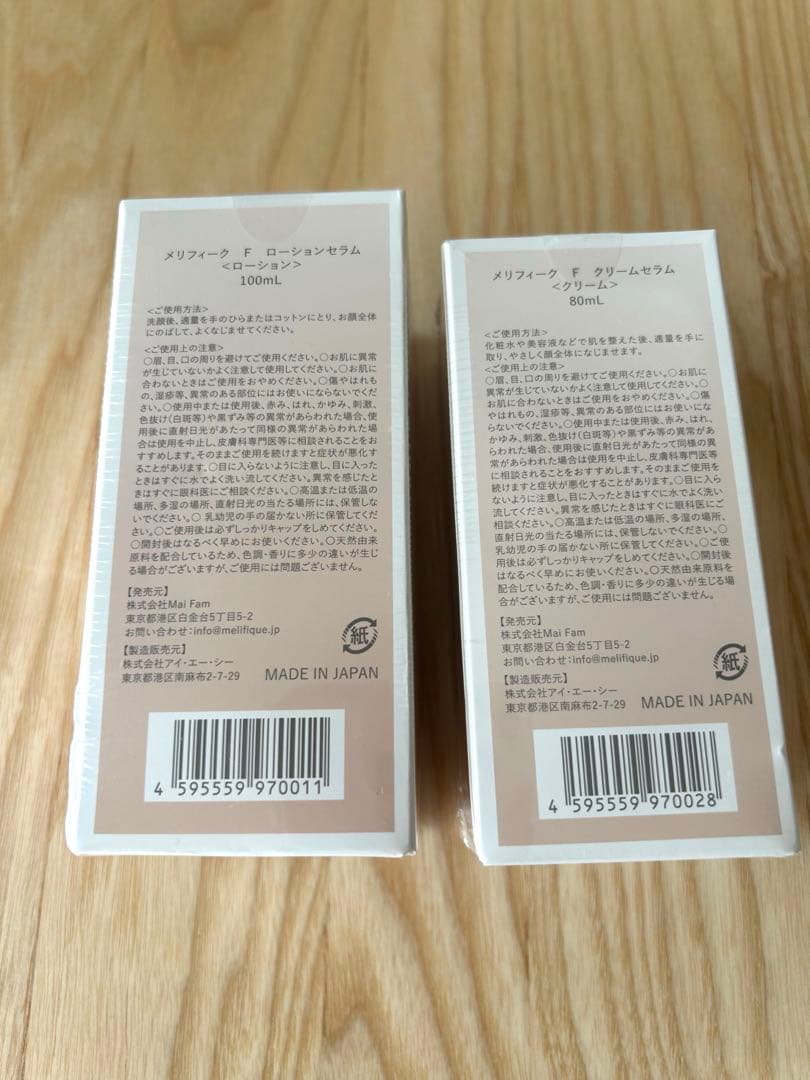 メリフィーク F ローションセラム
＜ローション＞
100mL
＜ご使用方法＞
洗顔後、適量を手のひらまたはコットンにとり、お顔全体
にのばして、よくなじませてください。
＜ご使用上の注意＞
○眉、目、口の周りを避けてご使用ください。○お肌に異常
が生じていないかよく注意して使用してください。○お肌に
合わないときはご使用をおやめください。○傷やはれも
の、湿疹等、異常のある部位にはお使いにならないでくだ
さい。○使用中または使用後、赤み、はれ、かゆみ、刺激、
色抜け(白斑等)や黒ずみ等の異常があらわれた場合、使
用後に直射日光があたって同様の異常があらわれた場
合は使用を中止し、皮膚科専門医等に相談されることをお
すすめします。そのままご使用を続けますと症状が悪化す
ることがあります。○目に入らないように注意し、目に入った
ときはすぐに水でよく洗い流してください。異常を感じたと
きはすぐに眼科医にご相談ください。○高温または低温の
場所、多湿の場所、直射日光の当たる場所には、保管しな
いでください。○ 乳幼児の手の届かない所に保管してくだ
さい。○ご使用後は必ずしっかりキャップをしめてください。
○開封後はなるべく早めにお使いください。○天然由来
原料を配合しているため、色調・香りに多少の違いが生じ
る場合がございますが、ご使用には問題ございません。
【発売元】
株式会社Mai Fam
東京都港区白金台5丁目5-2
お問い合わせ：info@melifique.jp
【製造販売元】
株式会社アイ・エー・シー
東京都港区南麻布2-7-29
紙
MADE IN JAPAN
4 595559 970011
メリフィーク F クリームセラム
＜クリーム＞
80mL
＜ご使用方法＞
化粧水や美容液などで肌を整えた後、適量を手に
取り、やさしく顔全体になじませます。
＜ご使用上の注意＞
○眉、目、口の周りを避けてご使用ください。○お肌に異
常が生じていないかよく注意して使用してください。○
お肌に合わないときはご使用をおやめください。○傷
やはれもの、湿疹等、異常のある部位にはお使いにな
らないでください。○使用中または使用後、赤み、はれ、
かゆみ、刺激、色抜け(白斑等)や黒ずみ等の異常があ
らわれた場合、使用後に直射日光があたって同様の異
常があらわれた場合は使用を中止し、皮膚科専門医等
に相談されることをおすすめします。そのままご使用を
続けますと症状が悪化することがあります。○目に入ら
ないように注意し、目に入ったときはすぐに水でよく洗い
流してください。異常を感じたときはすぐに眼科医にご
相談ください。○高温または低温の場所、多湿の場所、
直射日光の当たる場所には、保管しないでください。○
乳幼児の手の届かない所に保管してください。○ご使
用後は必ずしっかりキャップをしめてください。○開封後
はなるべく早めにお使いください。○天然由来原料を
配合しているため、色調・香りに多少の違いが生じる場
合がございますが、ご使用には問題ございません。
【発売元】
株式会社Mai Fam
東京都港区白金台5丁目5-2
お問い合わせ：info@melifique.jp
【製造販売元】
株式会社アイ・エー・シー
東京都港区南麻布2-7-29
紙
MADE IN JAPAN
4 595559 970028